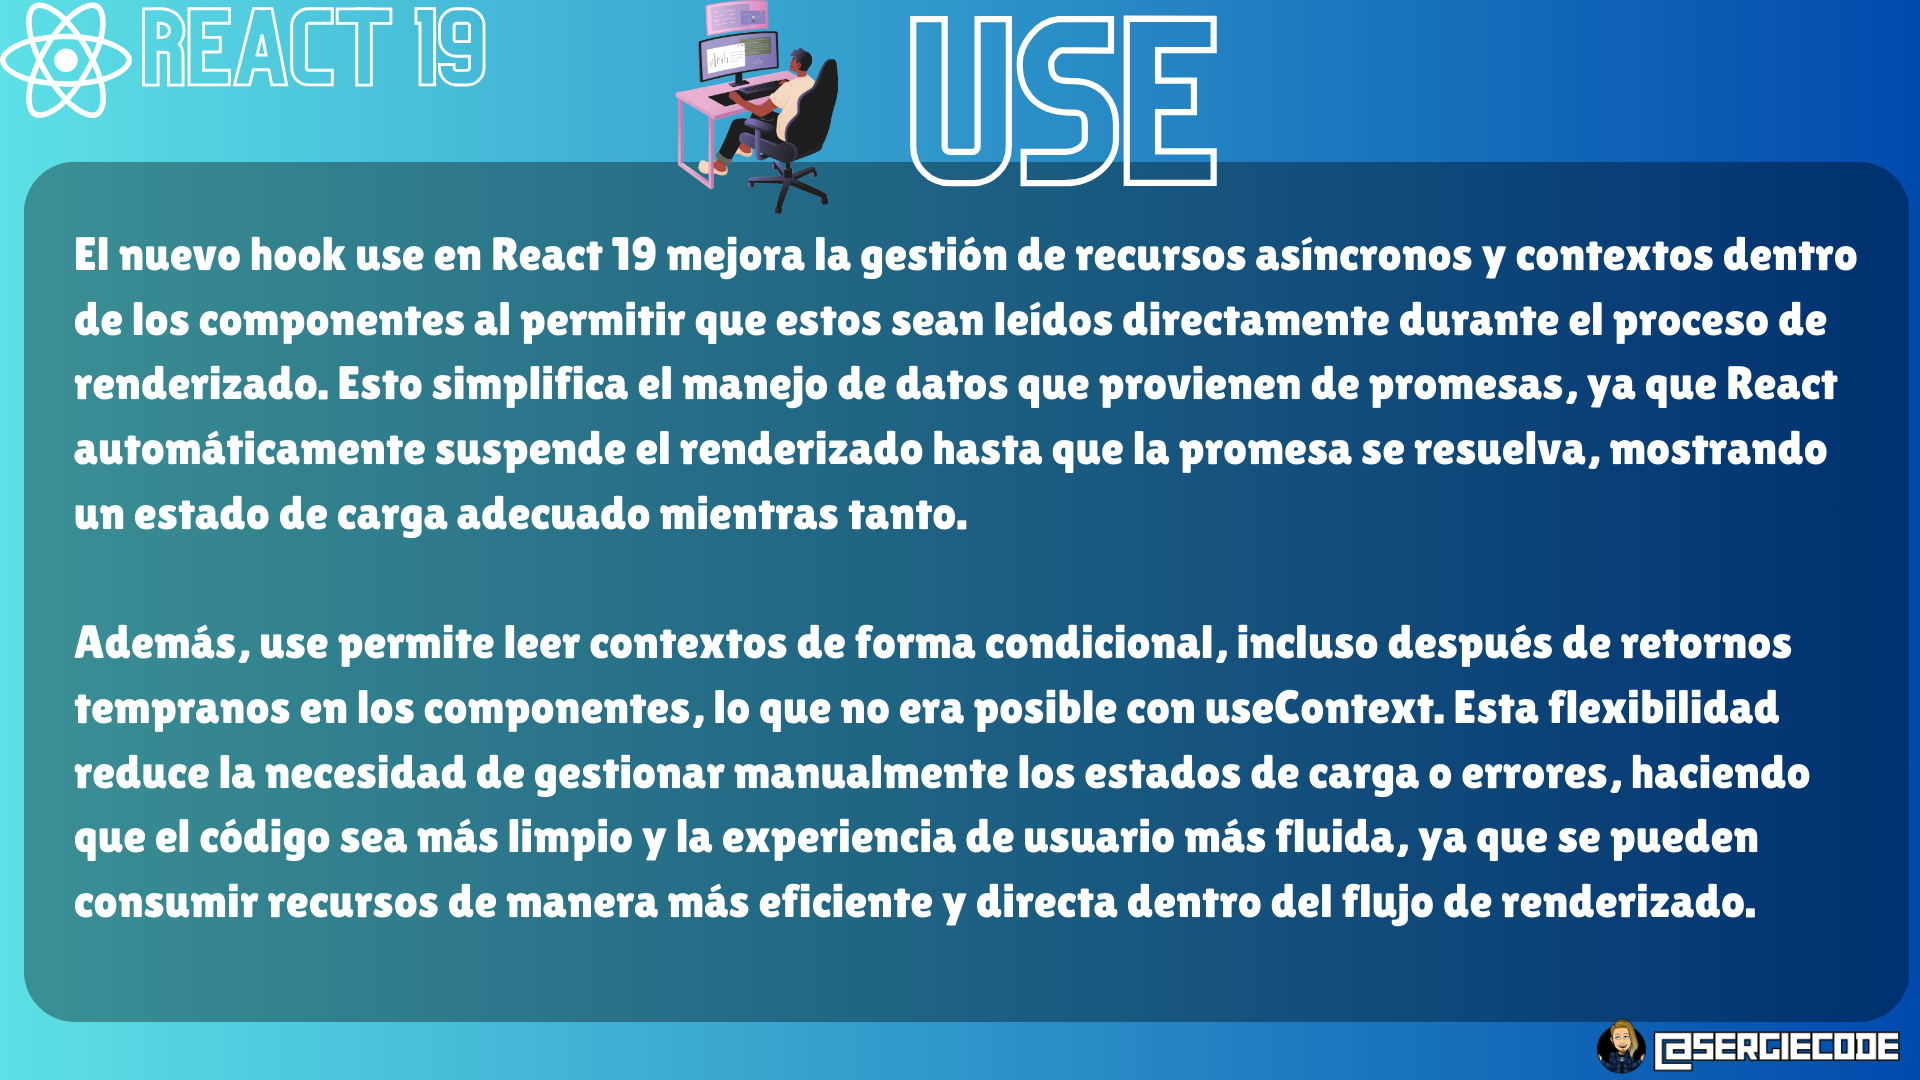 REACT 19
USE
El nuevo hook use en React 19 mejora la gestión de recursos asíncronos y contextos dentro
de los componentes al permitir que estos sean leídos directamente durante el proceso de
renderizado. Esto simplifica el manejo de datos que provienen de promesas, ya que React
automáticamente suspende el renderizado hasta que la promesa se resuelva, mostrando
un estado de carga adecuado mientras tanto.
Además, use permite leer contextos de forma condicional, incluso después de retornos
tempranos en los componentes, lo que no era posible con useContext. Esta flexibilidad
reduce la necesidad de gestionar manualmente los estados de carga o errores, haciendo
que el código sea más limpio y la experiencia de usuario más fluida, ya que se pueden
consumir recursos de manera más eficiente y directa dentro del flujo de renderizado.
@SERGIECODE